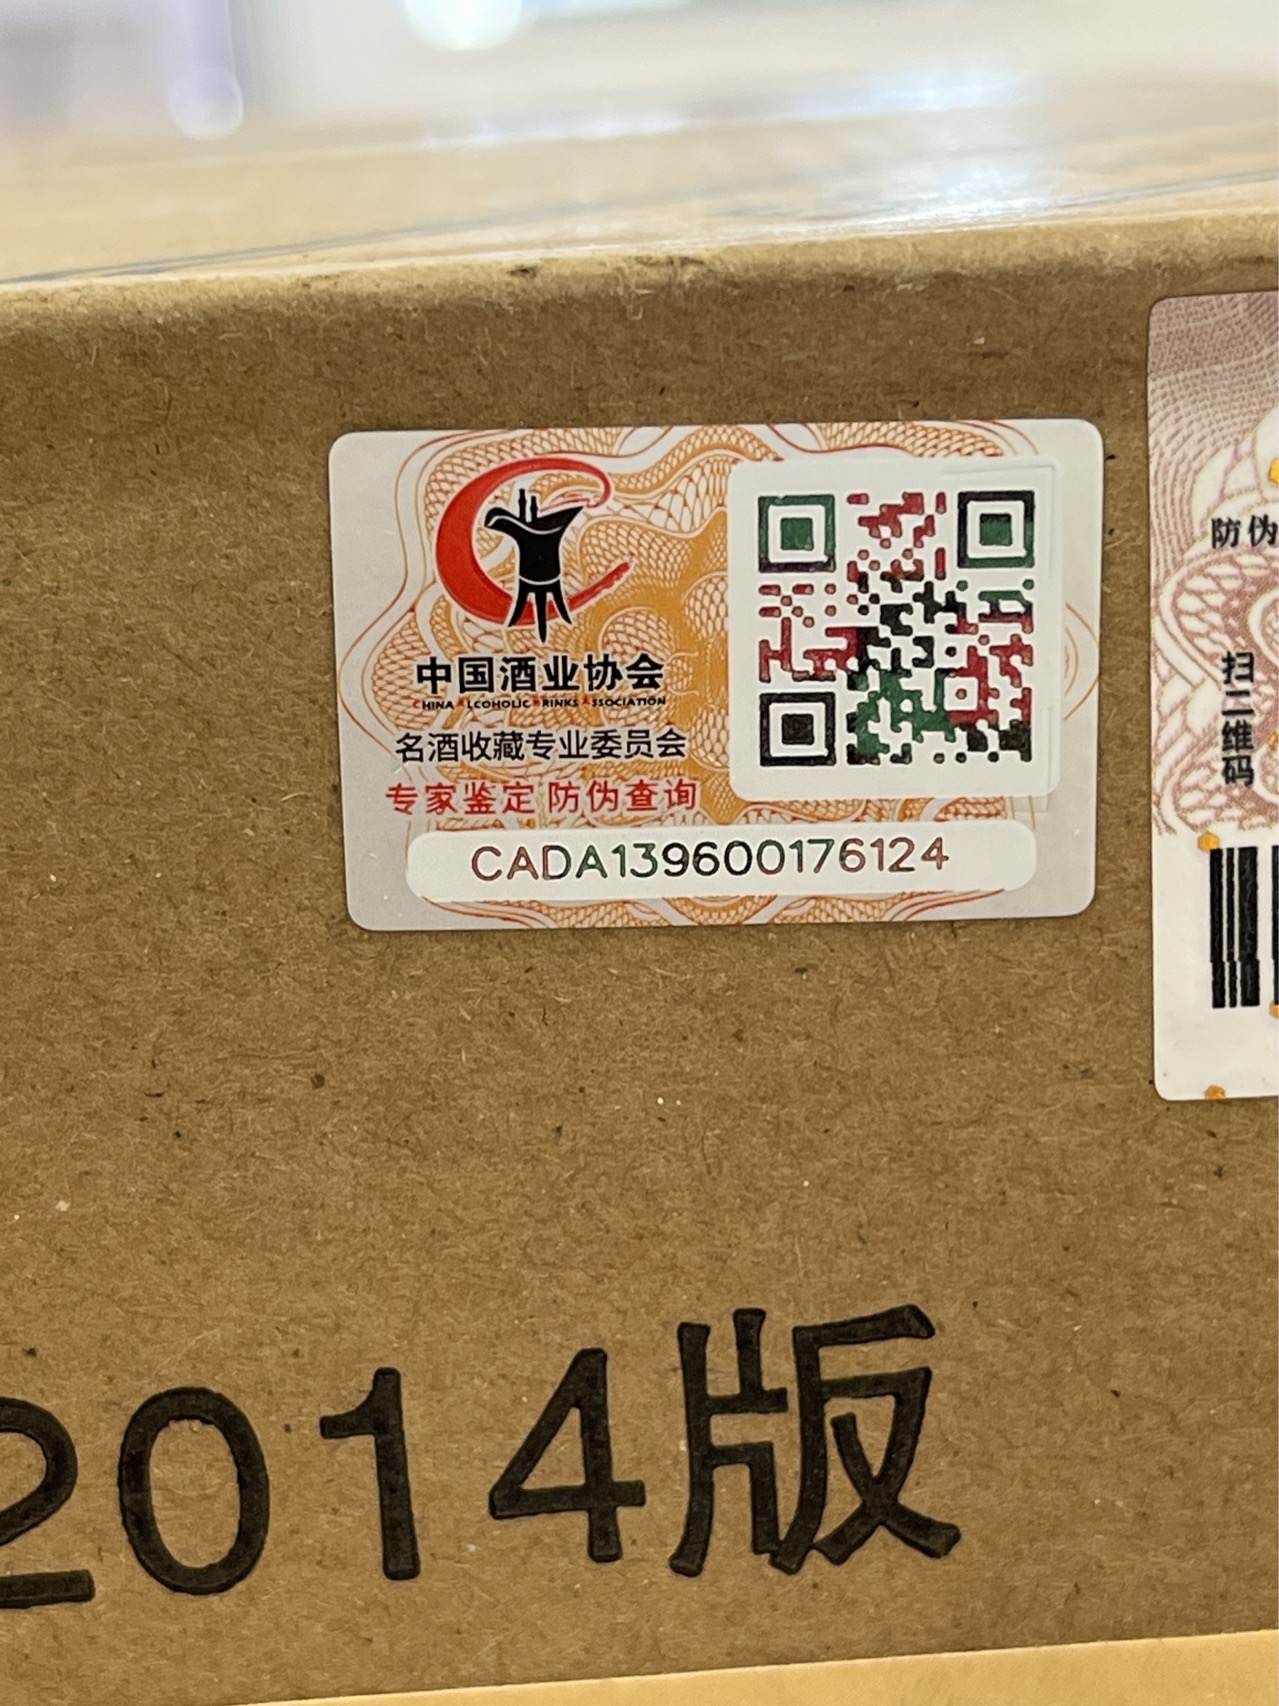 中国酒业协会
CHINA ALCOHOLIC DRINKS ASSOCIATION
名酒收藏专业委员会
专家鉴定 防伪查询
CADA139600176124
防伪
扫二维码
2014版